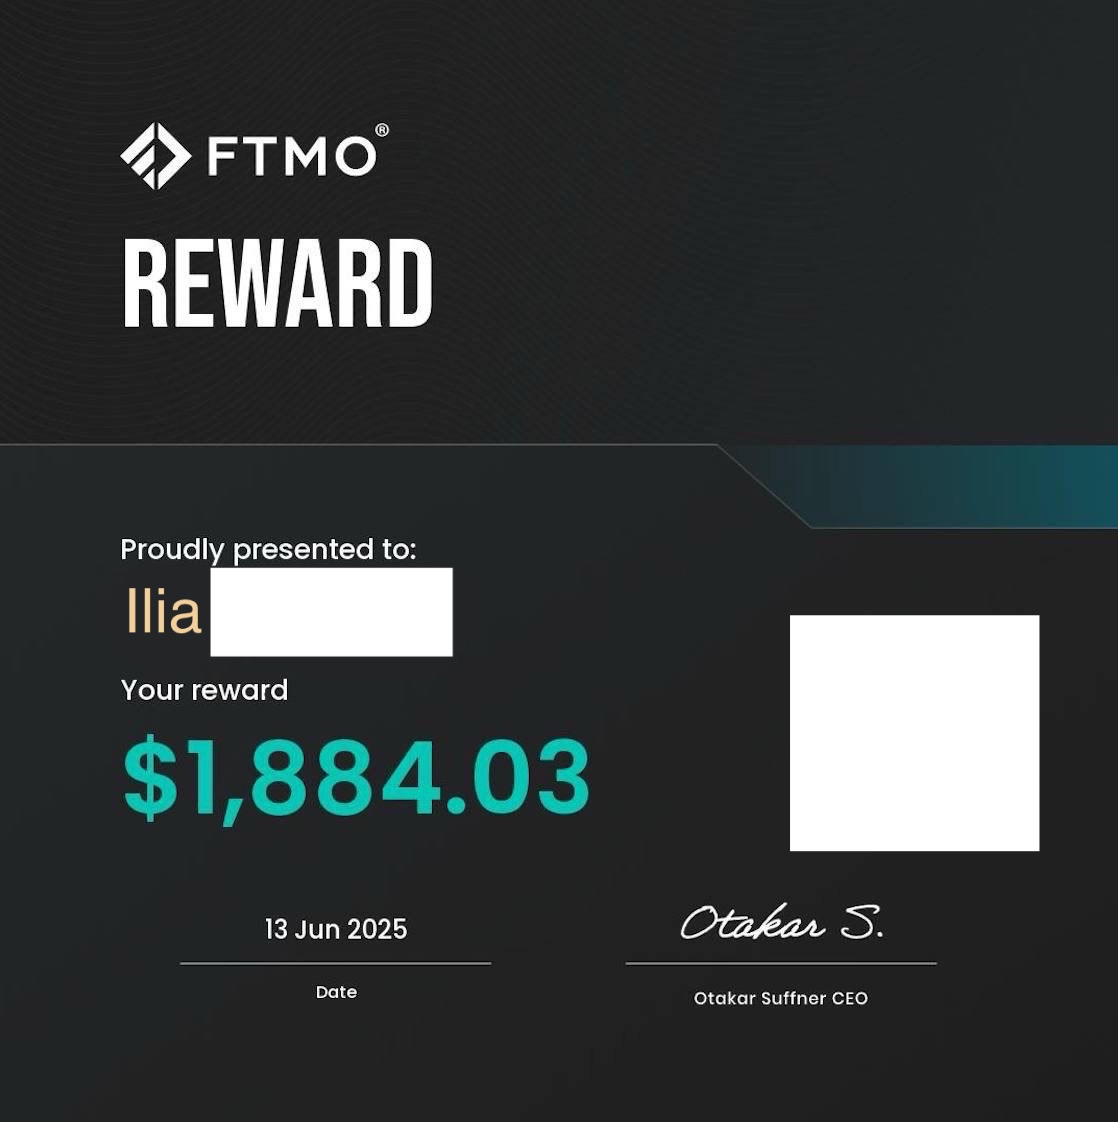 FTMO®
REWARD
Proudly presented to:
Ilia
Your reward
$1,884.03
13 Jun 2025
Date
Otakar S.
Otakar Suffner CEO